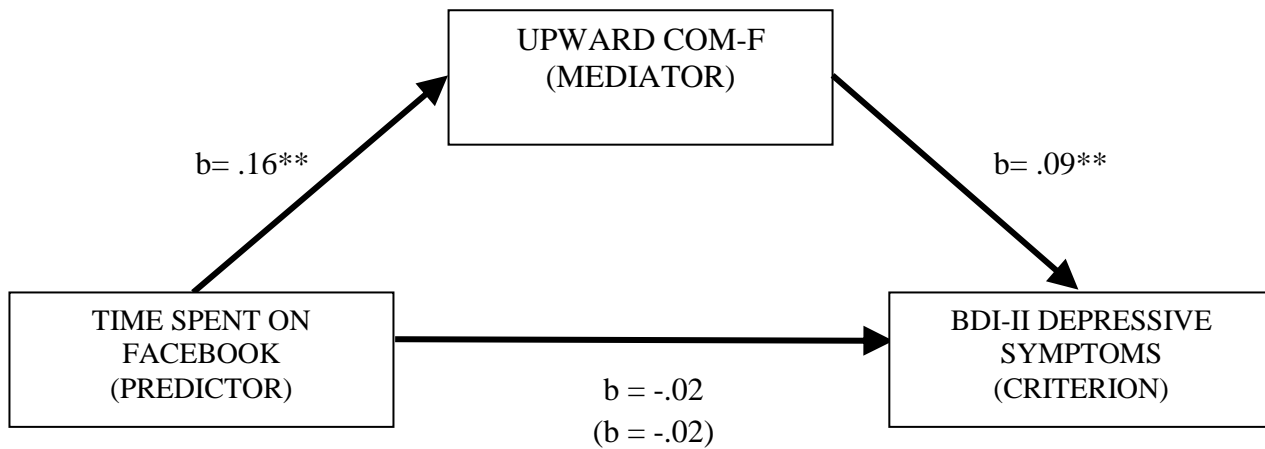 UPWARD COM-F
(MEDIATOR)
b= .16**
b= .09**
TIME SPENT ON
FACEBOOK
(PREDICTOR)
BDI-II DEPRESSIVE
SYMPTOMS
(CRITERION)
b = -.02
(b = -.02)